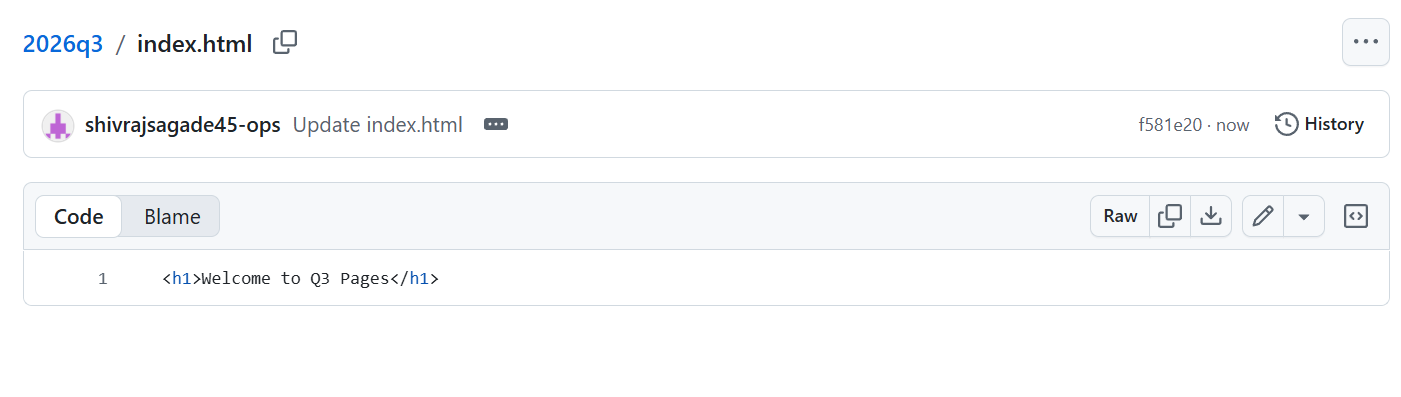 2026q3 / index.html
shivrajsagade45-ops Update index.html f581e20 · now History
Code Blame Raw
1 <h1>Welcome to Q3 Pages</h1>